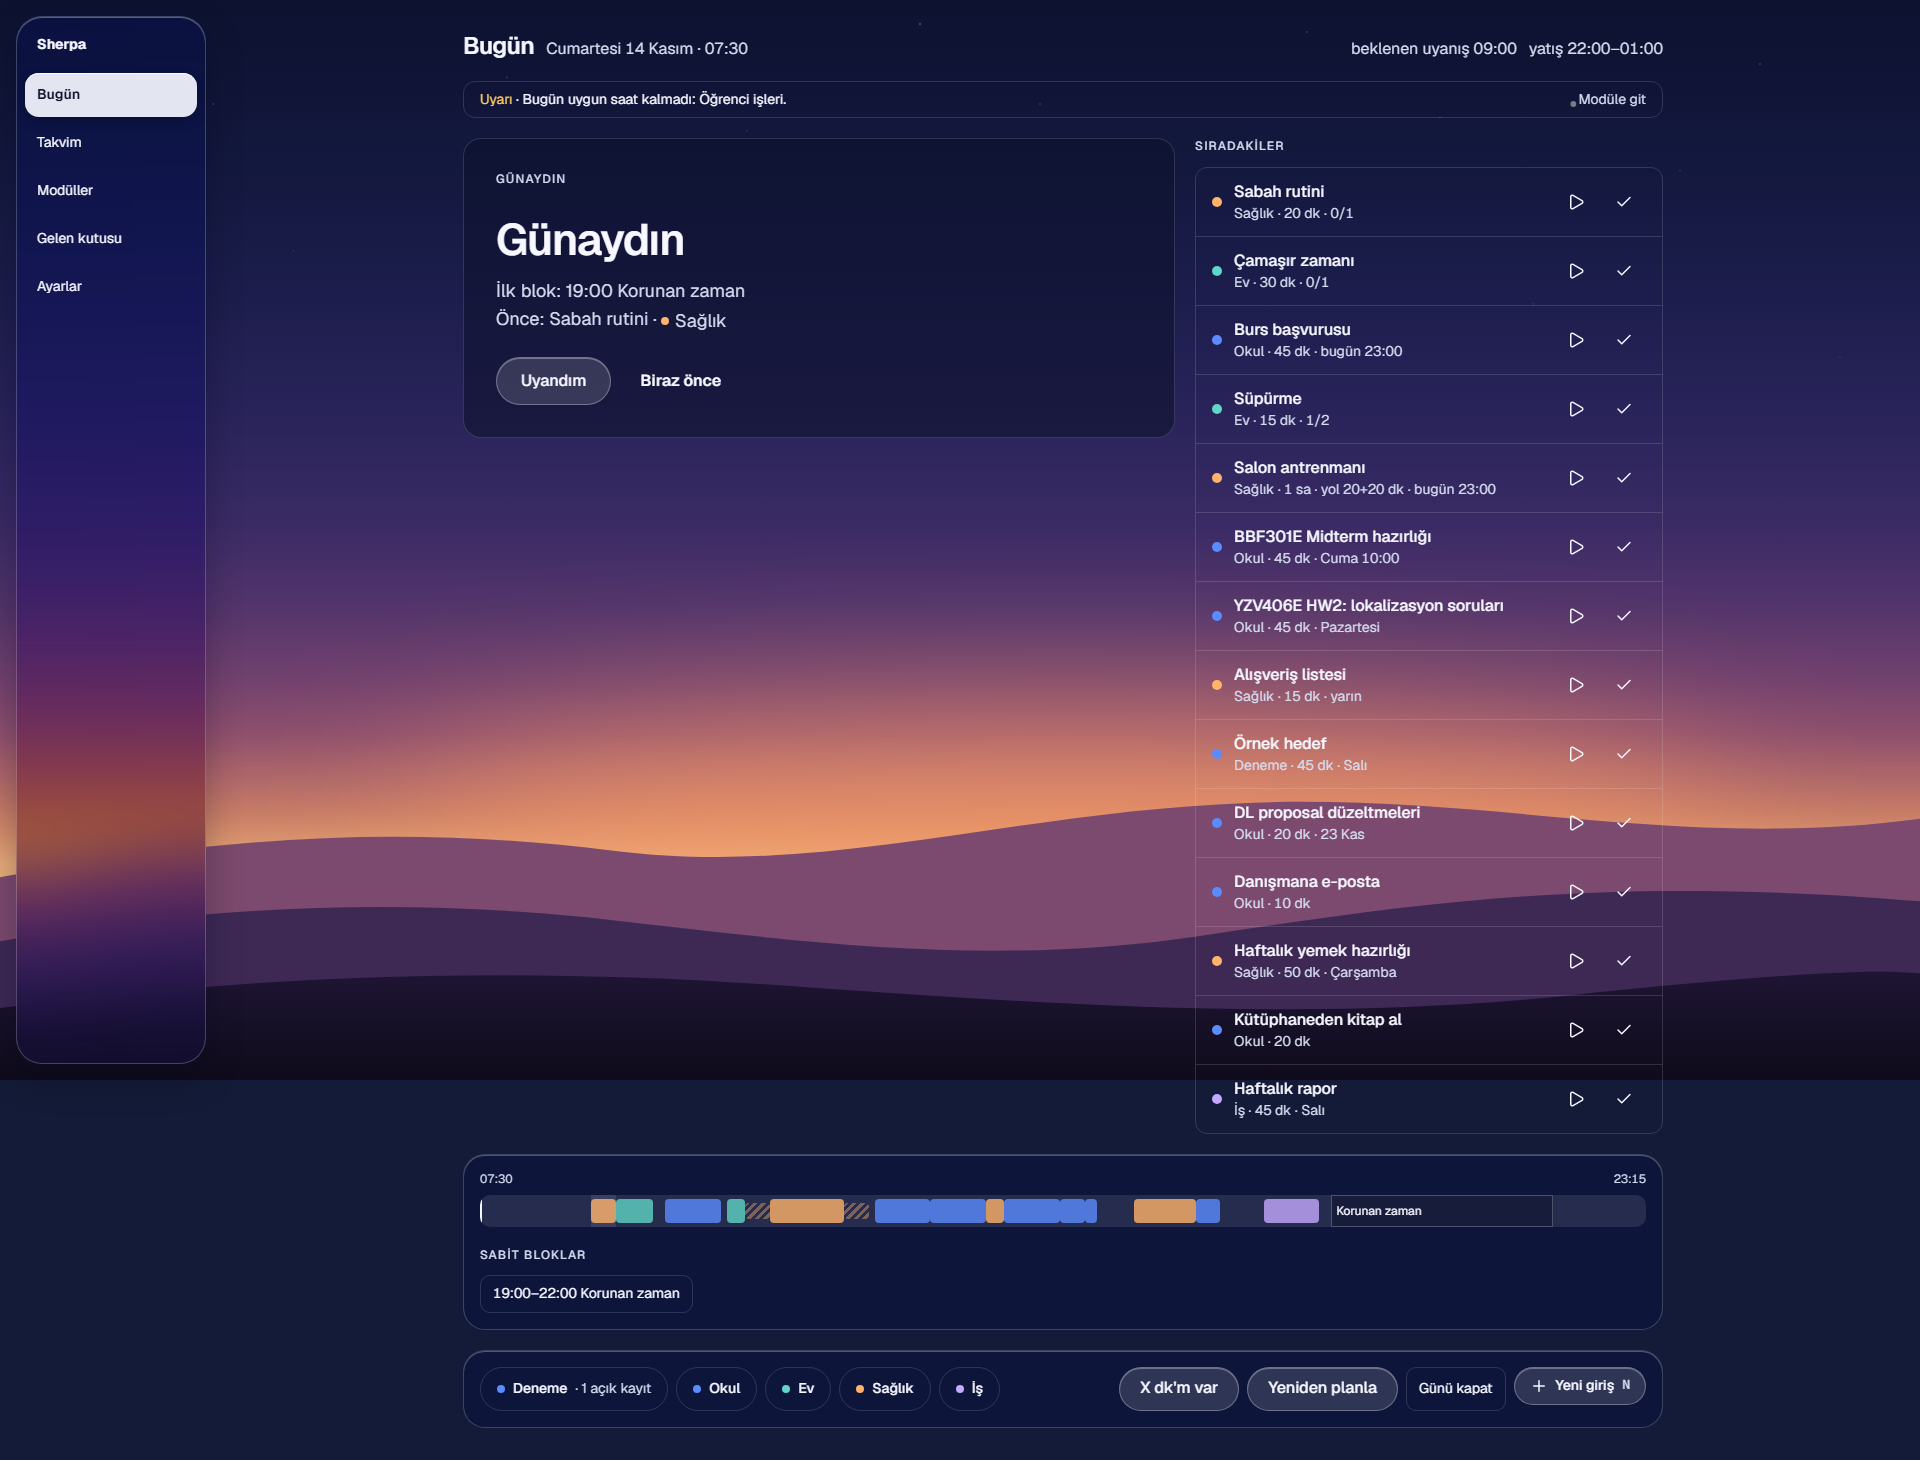 Sherpa
Bugün
Takvim
Modüller
Gelen kutusu
Ayarlar
Bugün Cumartesi 14 Kasım · 07:30
beklenen uyanış 09:00 yatış 22:00–01:00
Uyarı · Bugün uygun saat kalmadı: Öğrenci işleri.
Modüle git
GÜNAYDIN
Günaydın
İlk blok: 19:00 Korunan zaman
Önce: Sabah rutini · Sağlık
Uyandım
Biraz önce
SIRADAKİLER
Sabah rutini
Sağlık · 20 dk · 0/1
Çamaşır zamanı
Ev · 30 dk · 0/1
Burs başvurusu
Okul · 45 dk · bugün 23:00
Süpürme
Ev · 15 dk · 1/2
Salon antrenmanı
Sağlık · 1 sa · yol 20+20 dk · bugün 23:00
BBF301E Midterm hazırlığı
Okul · 45 dk · Cuma 10:00
YZV406E HW2: lokalizasyon soruları
Okul · 45 dk · Pazartesi
Alışveriş listesi
Sağlık · 15 dk · yarın
Örnek hedef
Deneme · 45 dk · Salı
DL proposal düzeltmeleri
Okul · 20 dk · 23 Kas
Danışmana e-posta
Okul · 10 dk
Haftalık yemek hazırlığı
Sağlık · 50 dk · Çarşamba
Kütüphaneden kitap al
Okul · 20 dk
Haftalık rapor
İş · 45 dk · Salı
07:30
23:15
Korunan zaman
SABİT BLOKLAR
19:00–22:00 Korunan zaman
Deneme · 1 açık kayıt
Okul
Ev
Sağlık
İş
X dk'm var
Yeniden planla
Günü kapat
Yeni giriş N